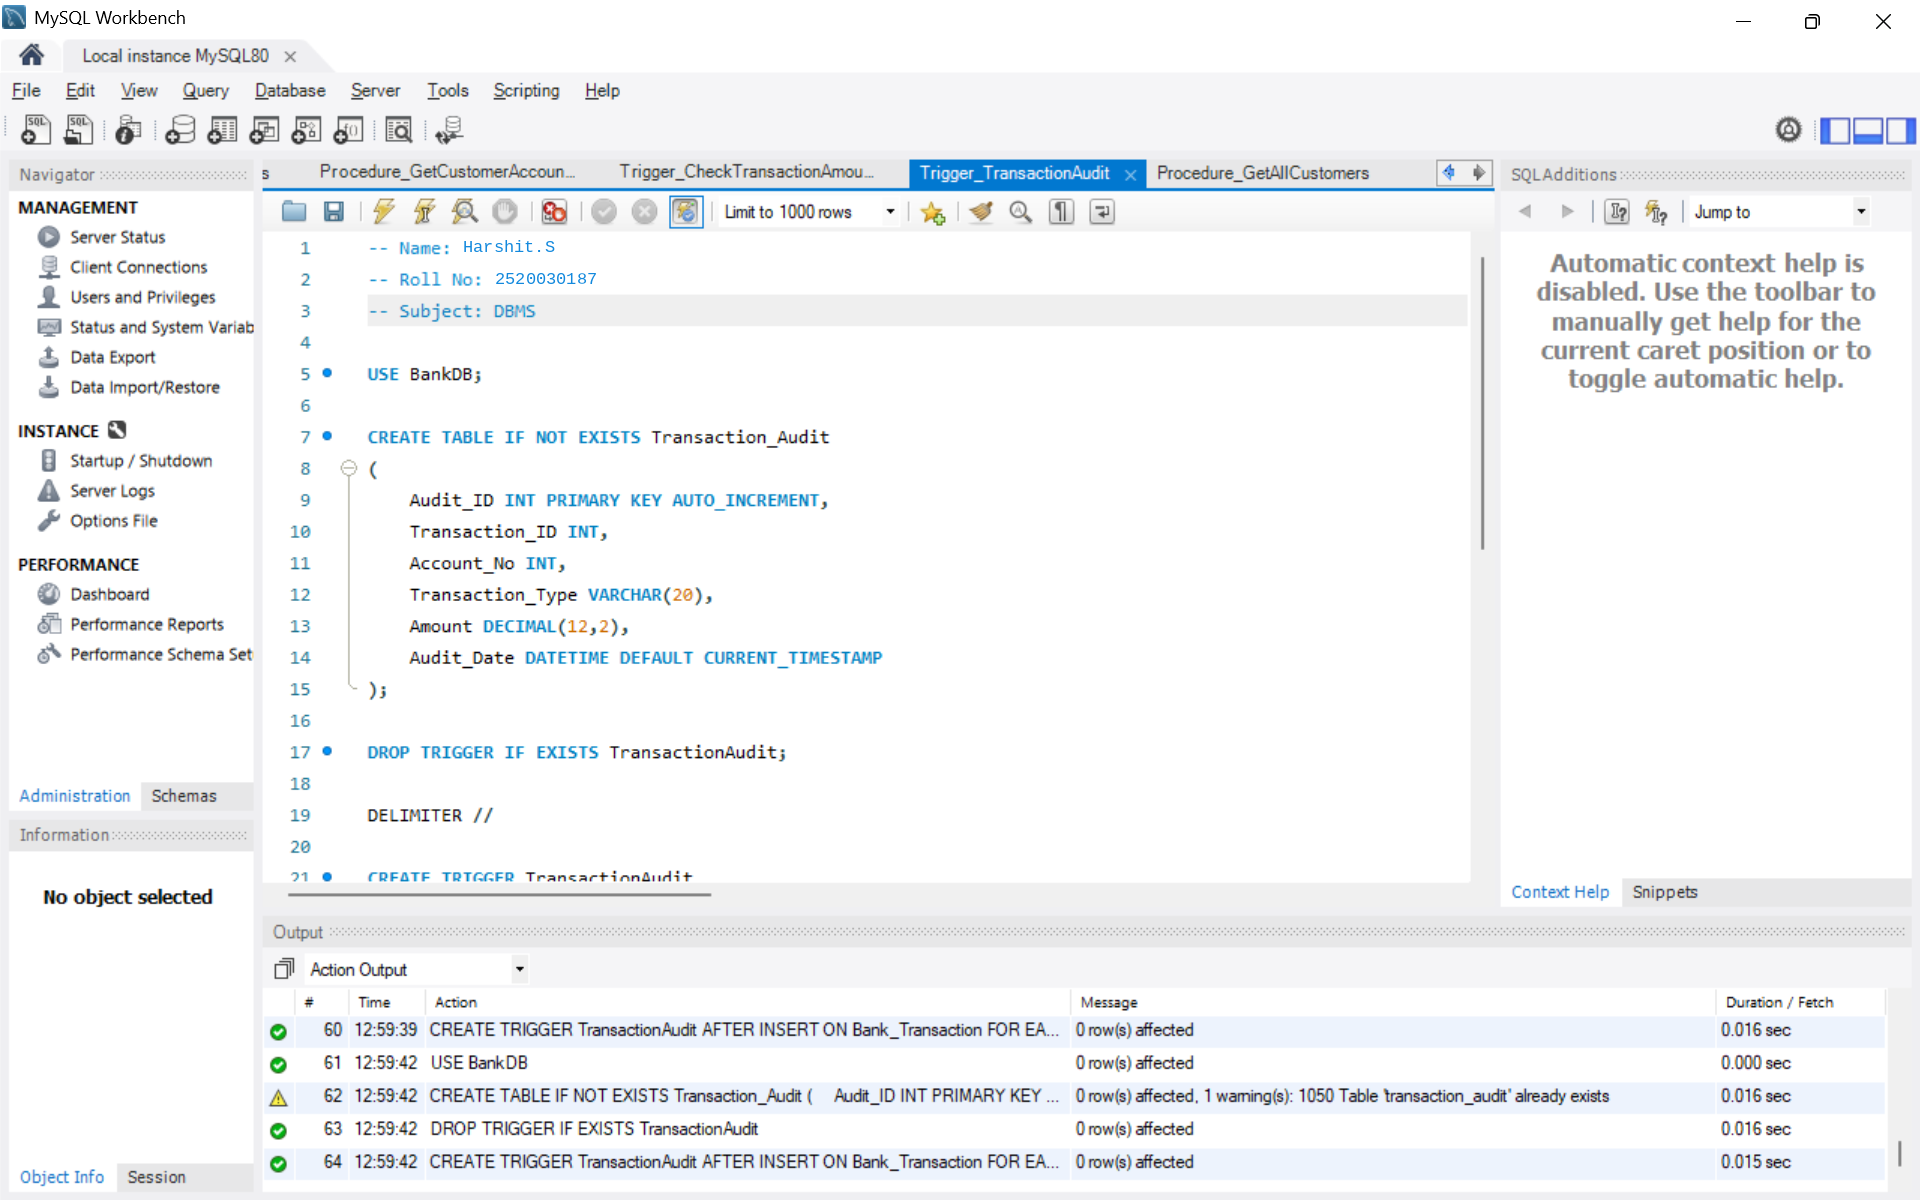 MySQL Workbench
Local instance MySQL80
File Edit View Query Database Server Tools Scripting Help
Navigator
MANAGEMENT
Server Status
Client Connections
Users and Privileges
Status and System Variab
Data Export
Data Import/Restore
INSTANCE
Startup / Shutdown
Server Logs
Options File
PERFORMANCE
Dashboard
Performance Reports
Performance Schema Set
Administration Schemas
Information
No object selected
Object Info Session
s Procedure_GetCustomerAccoun... Trigger_CheckTransactionAmou... Trigger_TransactionAudit Procedure_GetAllCustomers
Limit to 1000 rows
1 -- Name: Harshit.S
2 -- Roll No: 2520030187
3 -- Subject: DBMS
4
5 USE BankDB;
6
7 CREATE TABLE IF NOT EXISTS Transaction_Audit
8 (
9 Audit_ID INT PRIMARY KEY AUTO_INCREMENT,
10 Transaction_ID INT,
11 Account_No INT,
12 Transaction_Type VARCHAR(20),
13 Amount DECIMAL(12,2),
14 Audit_Date DATETIME DEFAULT CURRENT_TIMESTAMP
15 );
16
17 DROP TRIGGER IF EXISTS TransactionAudit;
18
19 DELIMITER //
20
21 CREATE TRIGGER TransactionAudit
SQLAdditions
Jump to
Automatic context help is
disabled. Use the toolbar to
manually get help for the
current caret position or to
toggle automatic help.
Context Help Snippets
Output
Action Output
# Time Action Message Duration / Fetch
60 12:59:39 CREATE TRIGGER TransactionAudit AFTER INSERT ON Bank_Transaction FOR EA... 0 row(s) affected 0.016 sec
61 12:59:42 USE BankDB 0 row(s) affected 0.000 sec
62 12:59:42 CREATE TABLE IF NOT EXISTS Transaction_Audit ( Audit_ID INT PRIMARY KEY ... 0 row(s) affected, 1 warning(s): 1050 Table 'transaction_audit' already exists 0.016 sec
63 12:59:42 DROP TRIGGER IF EXISTS TransactionAudit 0 row(s) affected 0.016 sec
64 12:59:42 CREATE TRIGGER TransactionAudit AFTER INSERT ON Bank_Transaction FOR EA... 0 row(s) affected 0.015 sec